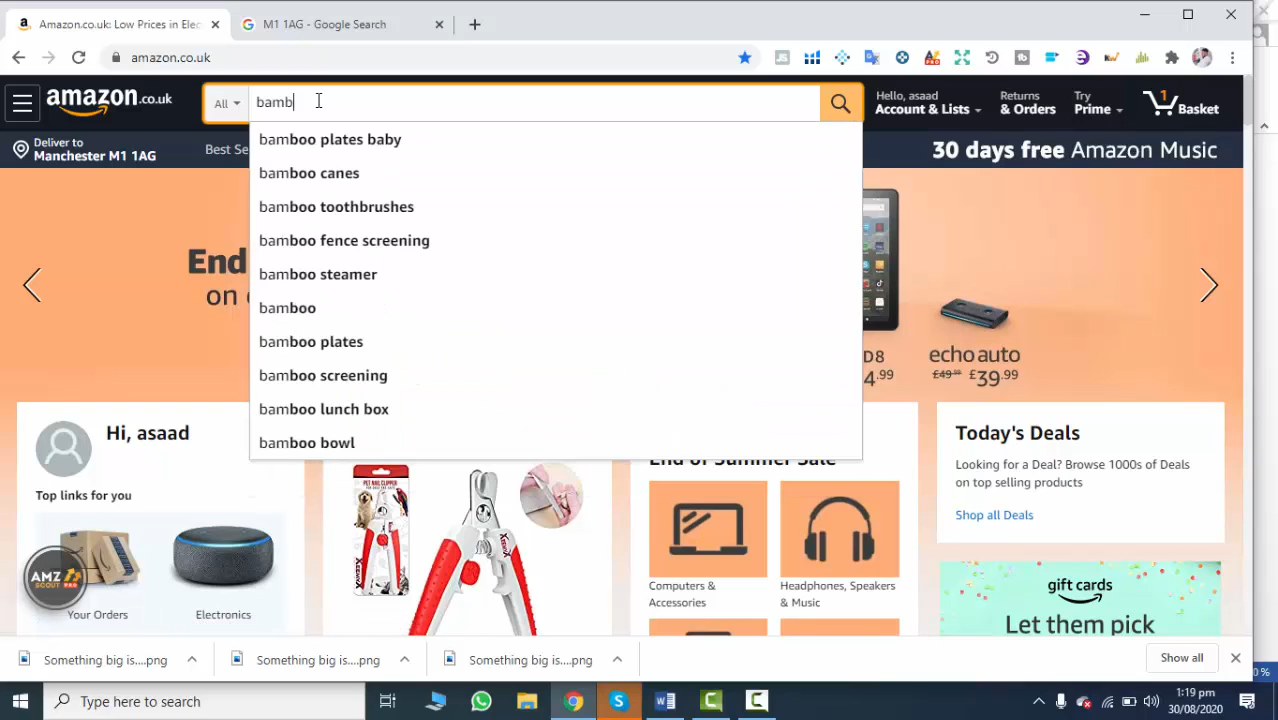 Amazon.co.uk: Low Prices in Elec
M1 1AG - Google Search
amazon.co.uk
amazon.co.uk
All
bamb
Hello, asaad
Account & Lists
Returns
& Orders
Try
Prime
1
Basket
Deliver to
Manchester M1 1AG
Best Se
30 days free Amazon Music
bamboo plates baby
bamboo canes
bamboo toothbrushes
bamboo fence screening
bamboo steamer
bamboo
bamboo plates
bamboo screening
bamboo lunch box
bamboo bowl
End
on
D8
4.99
echo auto
£49.99 £39.99
Hi, asaad
Top links for you
Your Orders
Electronics
AMZ
SCOUT PRO
PET NAIL CLIPPER
End of Summer Sale
Computers &
Accessories
Headphones, Speakers
& Music
Today's Deals
Looking for a Deal? Browse 1000s of Deals
on top selling products
Shop all Deals
gift cards
Let them pick
Something big is....png
Something big is....png
Something big is....png
Show all
0 %
Type here to search
1:19 pm
30/08/2020